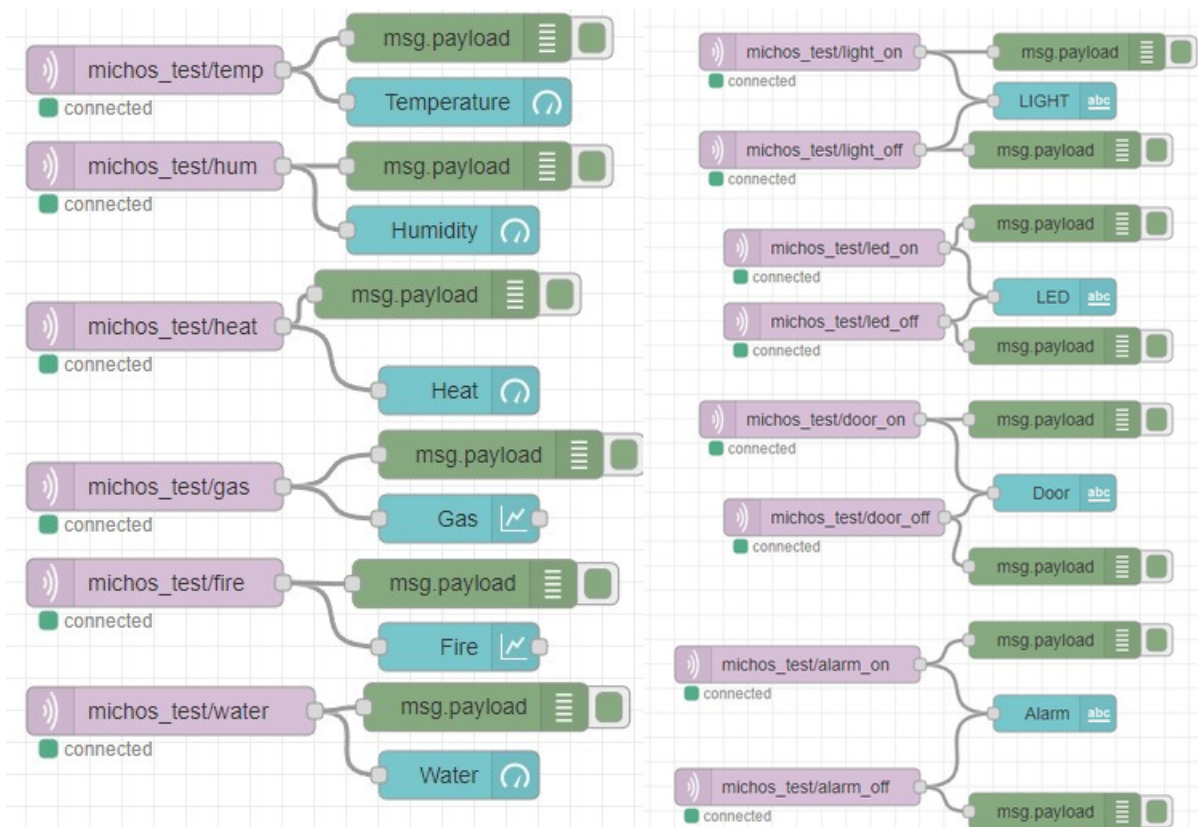 michos_test/temp
connected
msg.payload
Temperature
michos_test/hum
connected
msg.payload
Humidity
michos_test/heat
connected
msg.payload
Heat
michos_test/gas
connected
msg.payload
Gas
michos_test/fire
connected
msg.payload
Fire
michos_test/water
connected
msg.payload
Water
michos_test/light_on
connected
msg.payload
LIGHT abc
michos_test/light_off
connected
msg.payload
michos_test/led_on
connected
msg.payload
LED abc
michos_test/led_off
connected
msg.payload
michos_test/door_on
connected
msg.payload
Door abc
michos_test/door_off
connected
msg.payload
michos_test/alarm_on
connected
msg.payload
Alarm abc
michos_test/alarm_off
connected
msg.payload